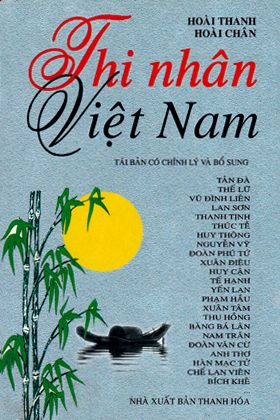 HOÀI THANH
HOÀI CHÂN
Thi nhân
Việt Nam
TÁI BẢN CÓ CHỈNH LÝ VÀ BỔ SUNG
TẢN ĐÀ
THẾ LỮ
VŨ ĐÌNH LIÊN
LAN SƠN
THANH TỊNH
THÚC TỀ
HUY THÔNG
NGUYỄN VỸ
ĐOÀN PHÚ TỨ
XUÂN DIỆU
HUY CẬN
TẾ HANH
YẾN LAN
PHẠM HẦU
XUÂN TÂM
THU HỒNG
BÀNG BÁ LÂN
NAM TRÂN
ĐOÀN VĂN CỪ
ANH THƠ
HÀN MẠC TỬ
CHẾ LAN VIÊN
BÍCH KHÊ
...
NHÀ XUẤT BẢN THANH HÓA